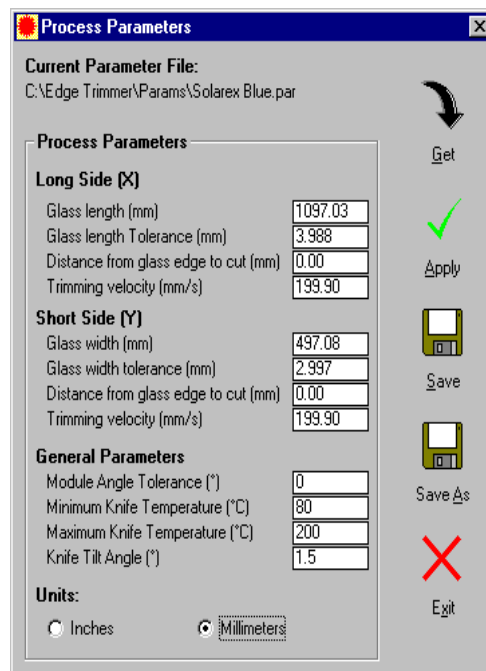 Process Parameters
Current Parameter File:
C:\Edge Trimmer\Params\Solarex Blue.par
Process Parameters
Long Side (X)
Glass length (mm) 1097.03
Glass length Tolerance (mm) 3.988
Distance from glass edge to cut (mm) 0.00
Trimming velocity (mm/s) 199.90
Short Side (Y)
Glass width (mm) 497.08
Glass width tolerance (mm) 2.997
Distance from glass edge to cut (mm) 0.00
Trimming velocity (mm/s) 199.90
General Parameters
Module Angle Tolerance (°) 0
Minimum Knife Temperature (°C) 80
Maximum Knife Temperature (°C) 200
Knife Tilt Angle (°) 1.5
Units:
Inches Millimeters
Get
Apply
Save
Save As
Exit